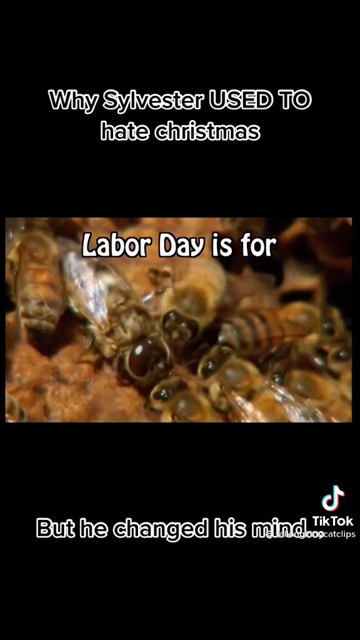 Why Sylvester USED TO
hate christmas
Labor Day is for
TikTok
But he changed his mind